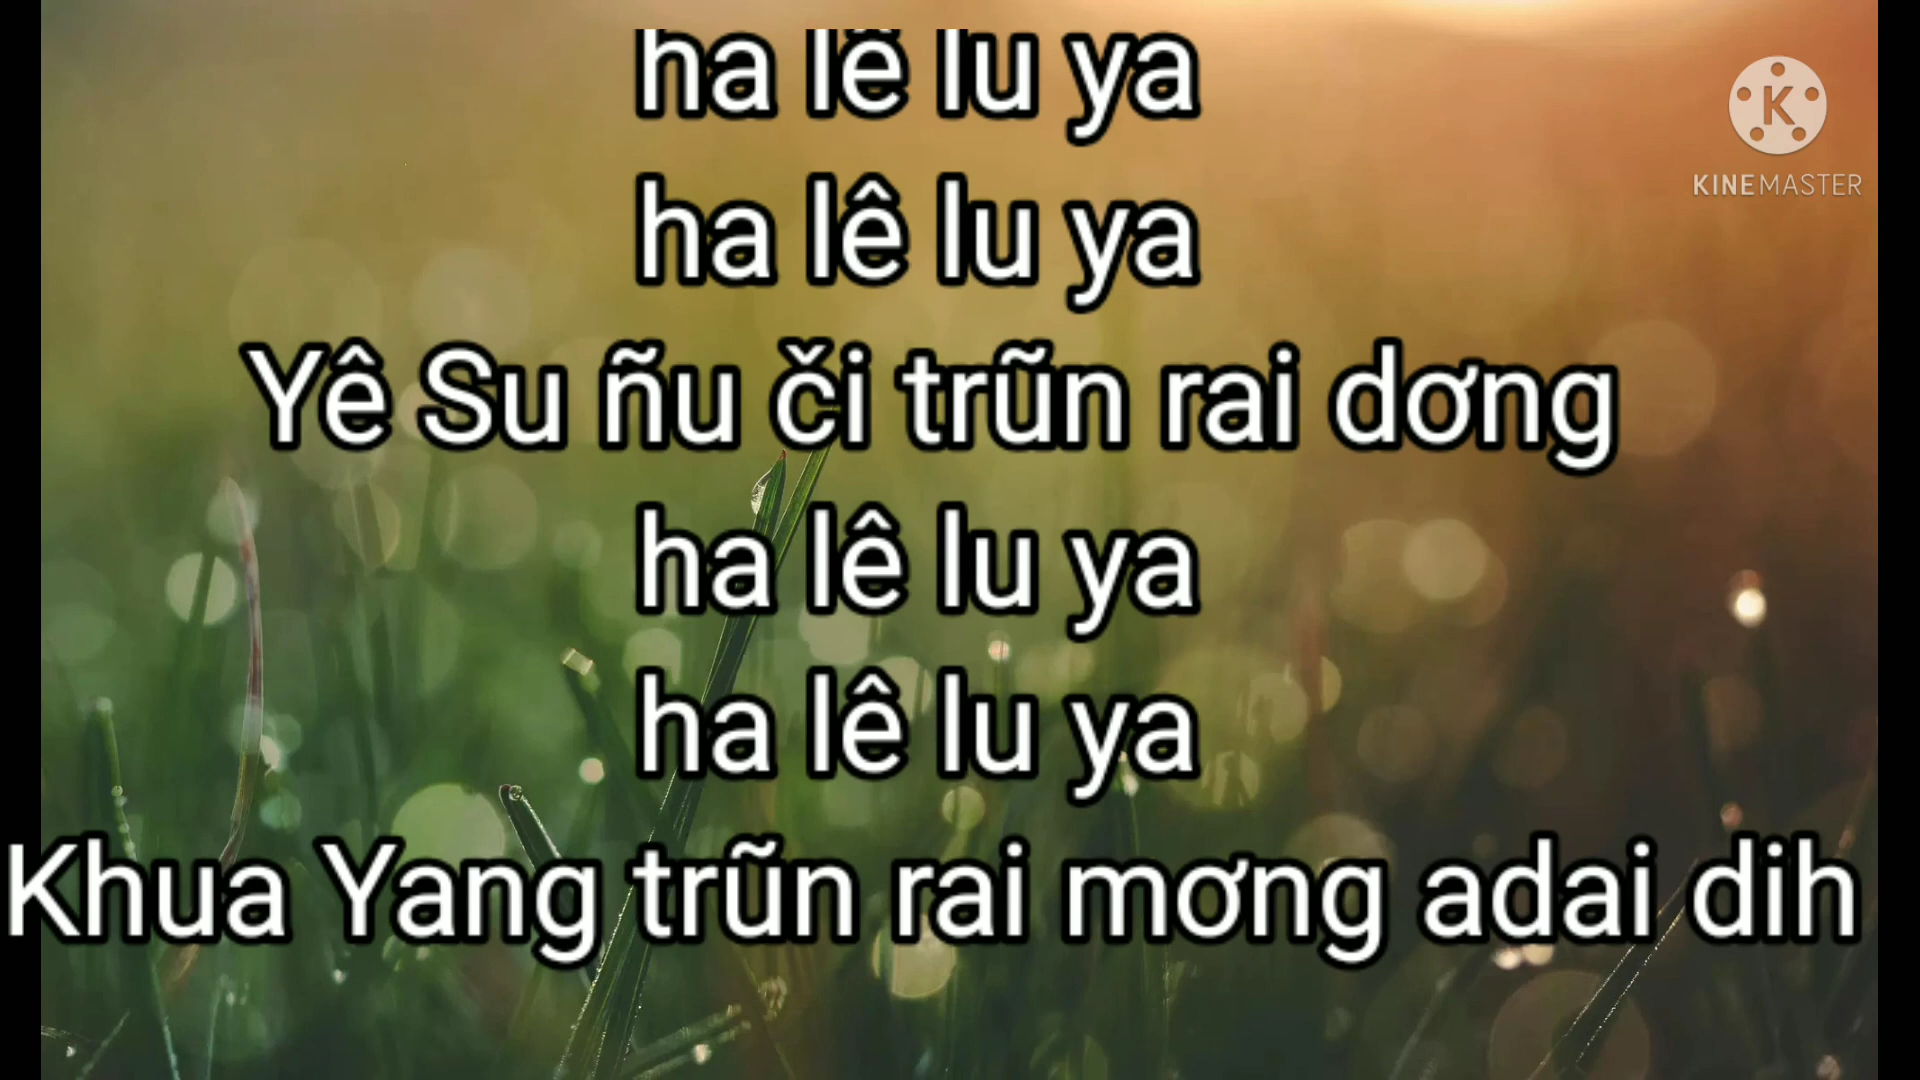 ha lê lu ya
KINEMASTER
ha lê lu ya
Yê Su ñu či trũn rai dơng
ha lê lu ya
ha lê lu ya
Khua Yang trũn rai mơng adai dih